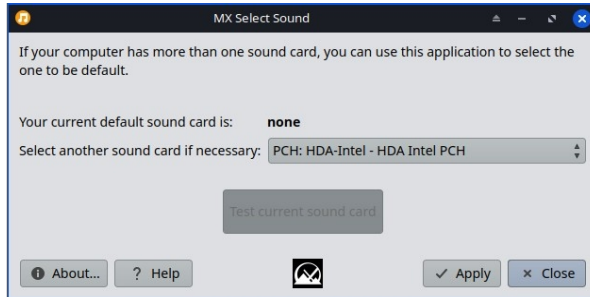 MX Select Sound
If your computer has more than one sound card, you can use this application to select the
one to be default.
Your current default sound card is: none
Select another sound card if necessary: PCH: HDA-Intel - HDA Intel PCH
Test current sound card
About... ? Help Apply Close